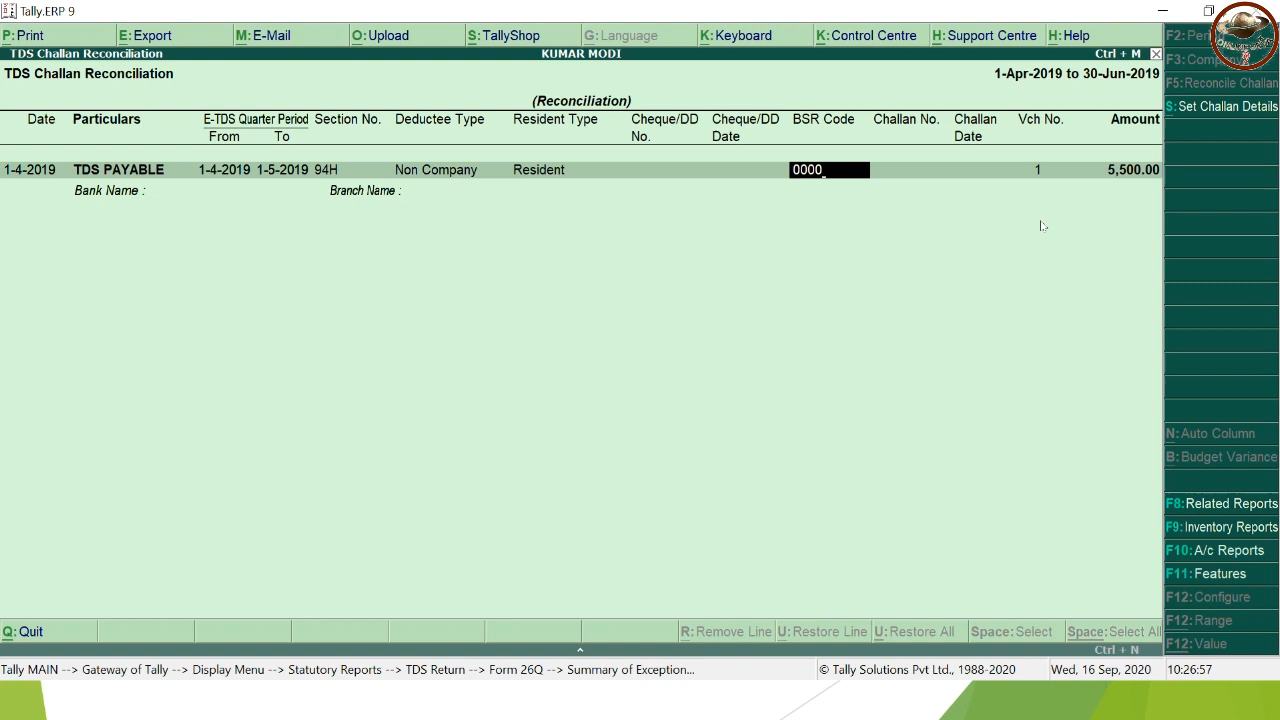 Tally.ERP 9
P: Print E: Export M: E-Mail O: Upload S: TallyShop G: Language K: Keyboard K: Control Centre H: Support Centre H: Help
TDS Challan Reconciliation KUMAR MODI Ctrl + M
TDS Challan Reconciliation 1-Apr-2019 to 30-Jun-2019
(Reconciliation)
Date Particulars E-TDS Quarter Period Section No. Deductee Type Resident Type Cheque/DD Cheque/DD BSR Code Challan No. Challan Vch No. Amount
From To No. Date Date
1-4-2019 TDS PAYABLE 1-4-2019 1-5-2019 94H Non Company Resident 0000 1 5,500.00
Bank Name : Branch Name :
F3: Company
F5: Reconcile Challan
S: Set Challan Details
N: Auto Column
B: Budget Variance
F8: Related Reports
F9: Inventory Reports
F10: A/c Reports
F11: Features
F12: Configure
F12: Range
F12: Value
Q: Quit R: Remove Line U: Restore Line U: Restore All Space: Select Space: Select All
Ctrl + N
Tally MAIN --> Gateway of Tally --> Display Menu --> Statutory Reports --> TDS Return --> Form 26Q --> Summary of Exception... © Tally Solutions Pvt Ltd., 1988-2020 Wed, 16 Sep, 2020 10:26:57